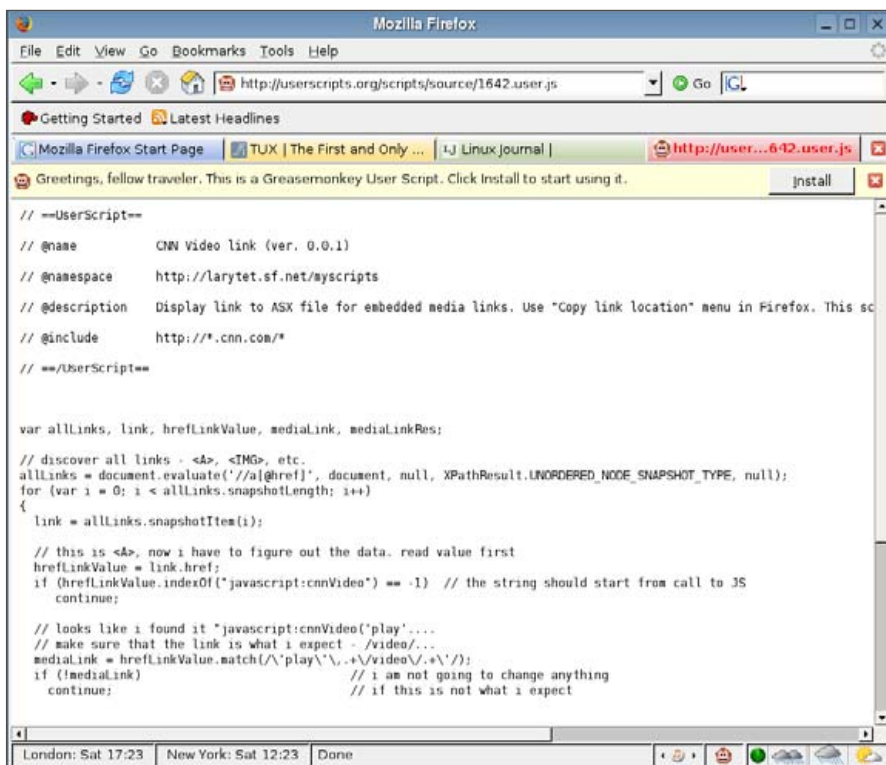 Mozilla Firefox
File Edit View Go Bookmarks Tools Help
http://userscripts.org/scripts/source/1642.user.js Go G
Getting Started Latest Headlines
Mozilla Firefox Start Page TUX | The First and Only ... LJ Linux Journal | http://user...642.user.js
Greetings, fellow traveler. This is a Greasemonkey User Script. Click Install to start using it. Install
// ==UserScript==
// @name CNN Video link (ver. 0.0.1)
// @namespace http://larytet.sf.net/myscripts
// @description Display link to ASX file for embedded media links. Use "Copy link location" menu in Firefox. This sc
// @include http://*.cnn.com/*
// ==/UserScript==
var allLinks, link, hrefLinkValue, mediaLink, mediaLinkRes;
// discover all links - <A>, <IMG>, etc.
allLinks = document.evaluate('//a[@href]', document, null, XPathResult.UNORDERED_NODE_SNAPSHOT_TYPE, null);
for (var i = 0; i < allLinks.snapshotLength; i++)
{
link = allLinks.snapshotItem(i);
// this is <A>, now i have to figure out the data. read value first
hrefLinkValue = link.href;
if (hrefLinkValue.indexOf("javascript:cnnVideo") == -1) // the string should start from call to JS
continue;
// looks like i found it "javascript:cnnVideo('play'....
// make sure that the link is what i expect - /video/...
mediaLink = hrefLinkValue.match(/\'play\'\,.+\/video\/.+\'/);
if (!mediaLink) // i am not going to change anything
continue; // if this is not what i expect
London: Sat 17:23 New York: Sat 12:23 Done